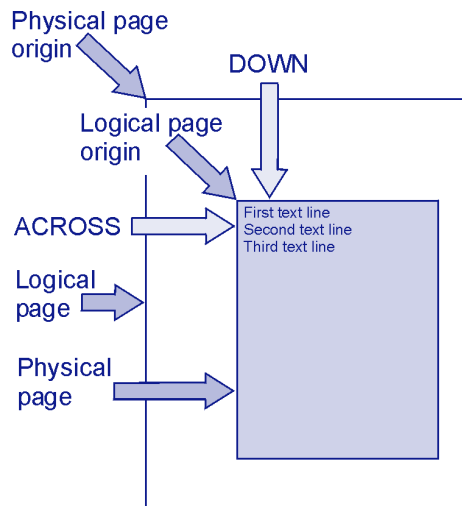 Physical page
origin
DOWN
Logical page
origin
First text line
Second text line
Third text line
ACROSS
Logical
page
Physical
page